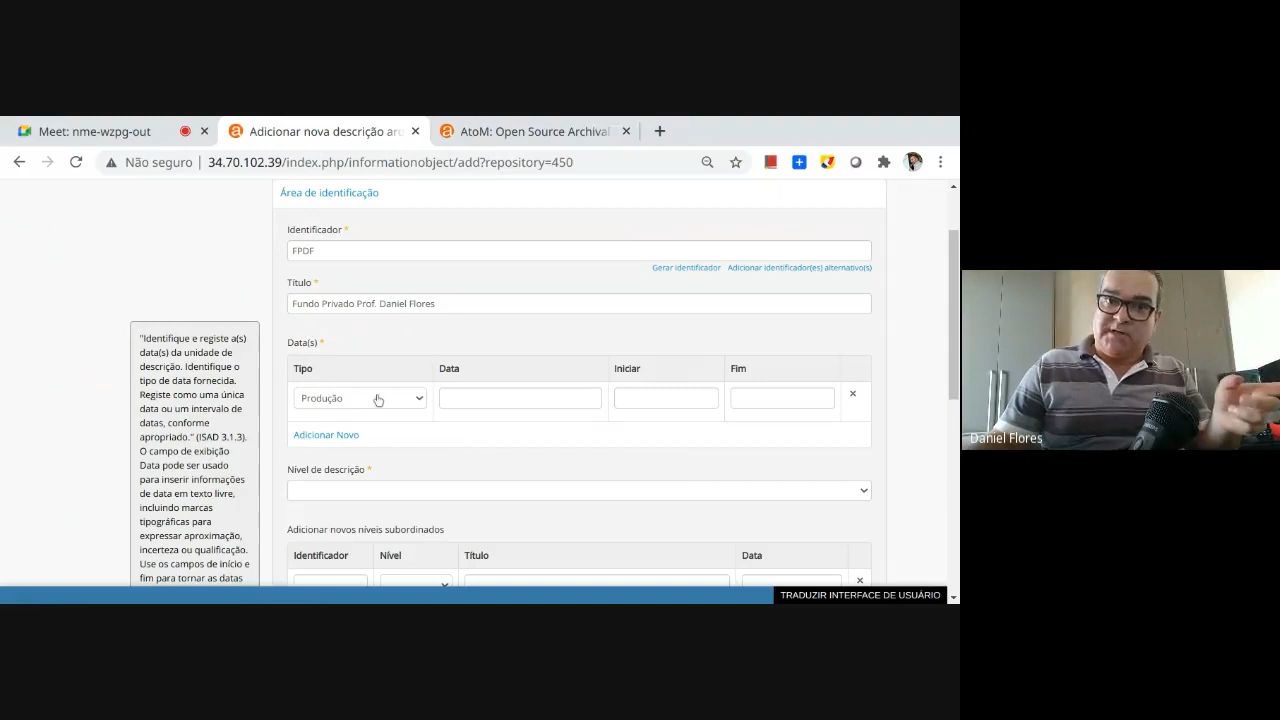 Meet: nme-wzpg-out
Adicionar nova descrição arq
AtoM: Open Source Archival
Não seguro
34.70.102.39/index.php/informationobject/add?repository=450
Área de identificação
Identificador *
FPDF
Gerar identificador Adicionar identificador(es) alternativo(s)
Título *
Fundo Privado Prof. Daniel Flores
Data(s) *
Tipo Data Iniciar Fim
Produção
Adicionar Novo
Nível de descrição *
Adicionar novos níveis subordinados
Identificador Nível Título Data
"Identifique e registe a(s)
data(s) da unidade de
descrição. Identifique o
tipo de data fornecida.
Registe como uma única
data ou um intervalo de
datas, conforme
apropriado." (ISAD 3.1.3).
O campo de exibição
Data pode ser usado
para inserir informações
de data em texto livre,
incluindo marcas
tipográficas para
expressar aproximação,
incerteza ou qualificação.
Use os campos de início e
fim para tornar as datas
TRADUZIR INTERFACE DE USUÁRIO
Daniel Flores